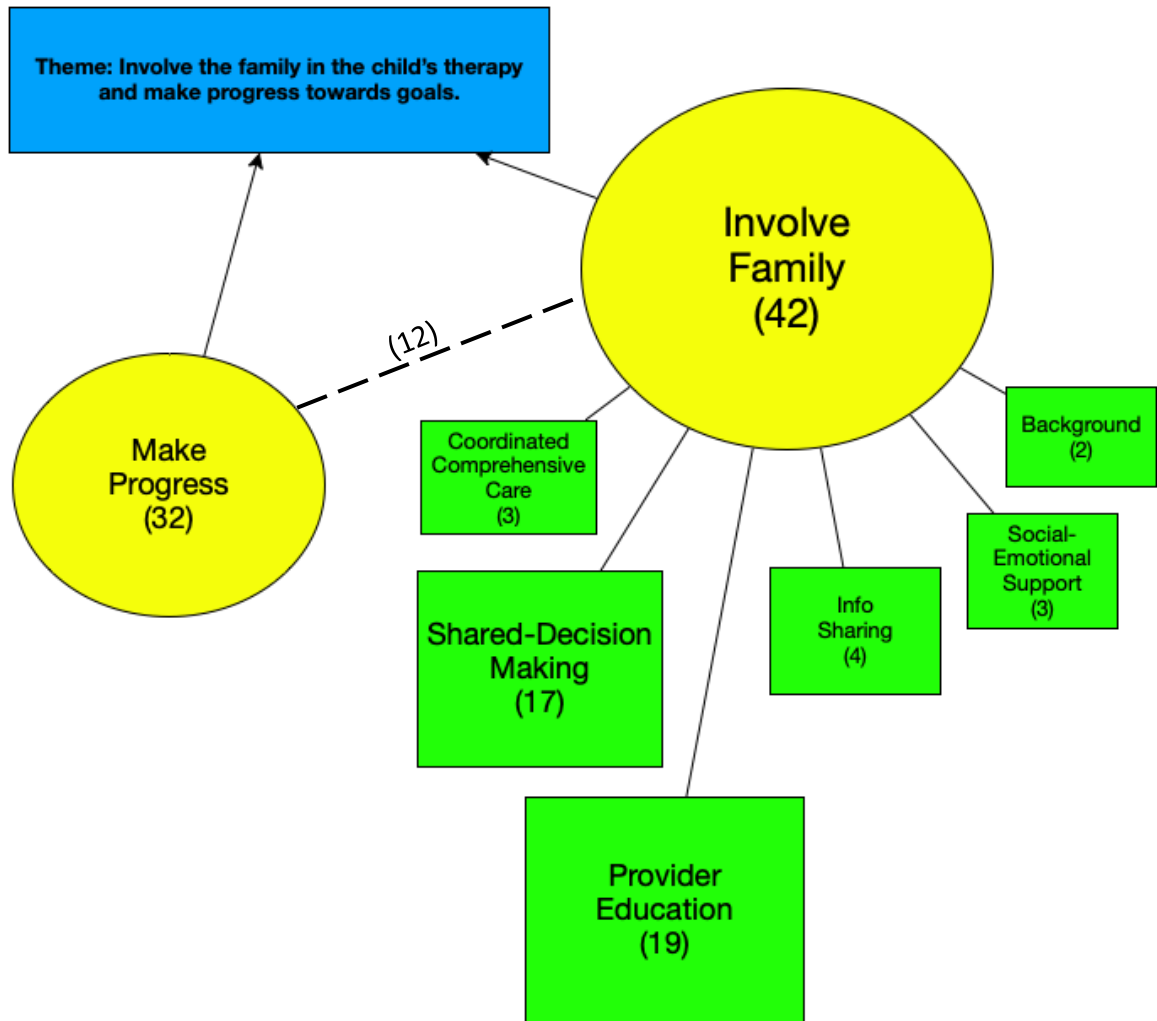 Theme: Involve the family in the child's therapy
and make progress towards goals.
Involve
Family
(42)
(12)
Make
Progress
(32)
Coordinated
Comprehensive
Care
(3)
Background
(2)
Social-
Emotional
Support
(3)
Info
Sharing
(4)
Shared-Decision
Making
(17)
Provider
Education
(19)